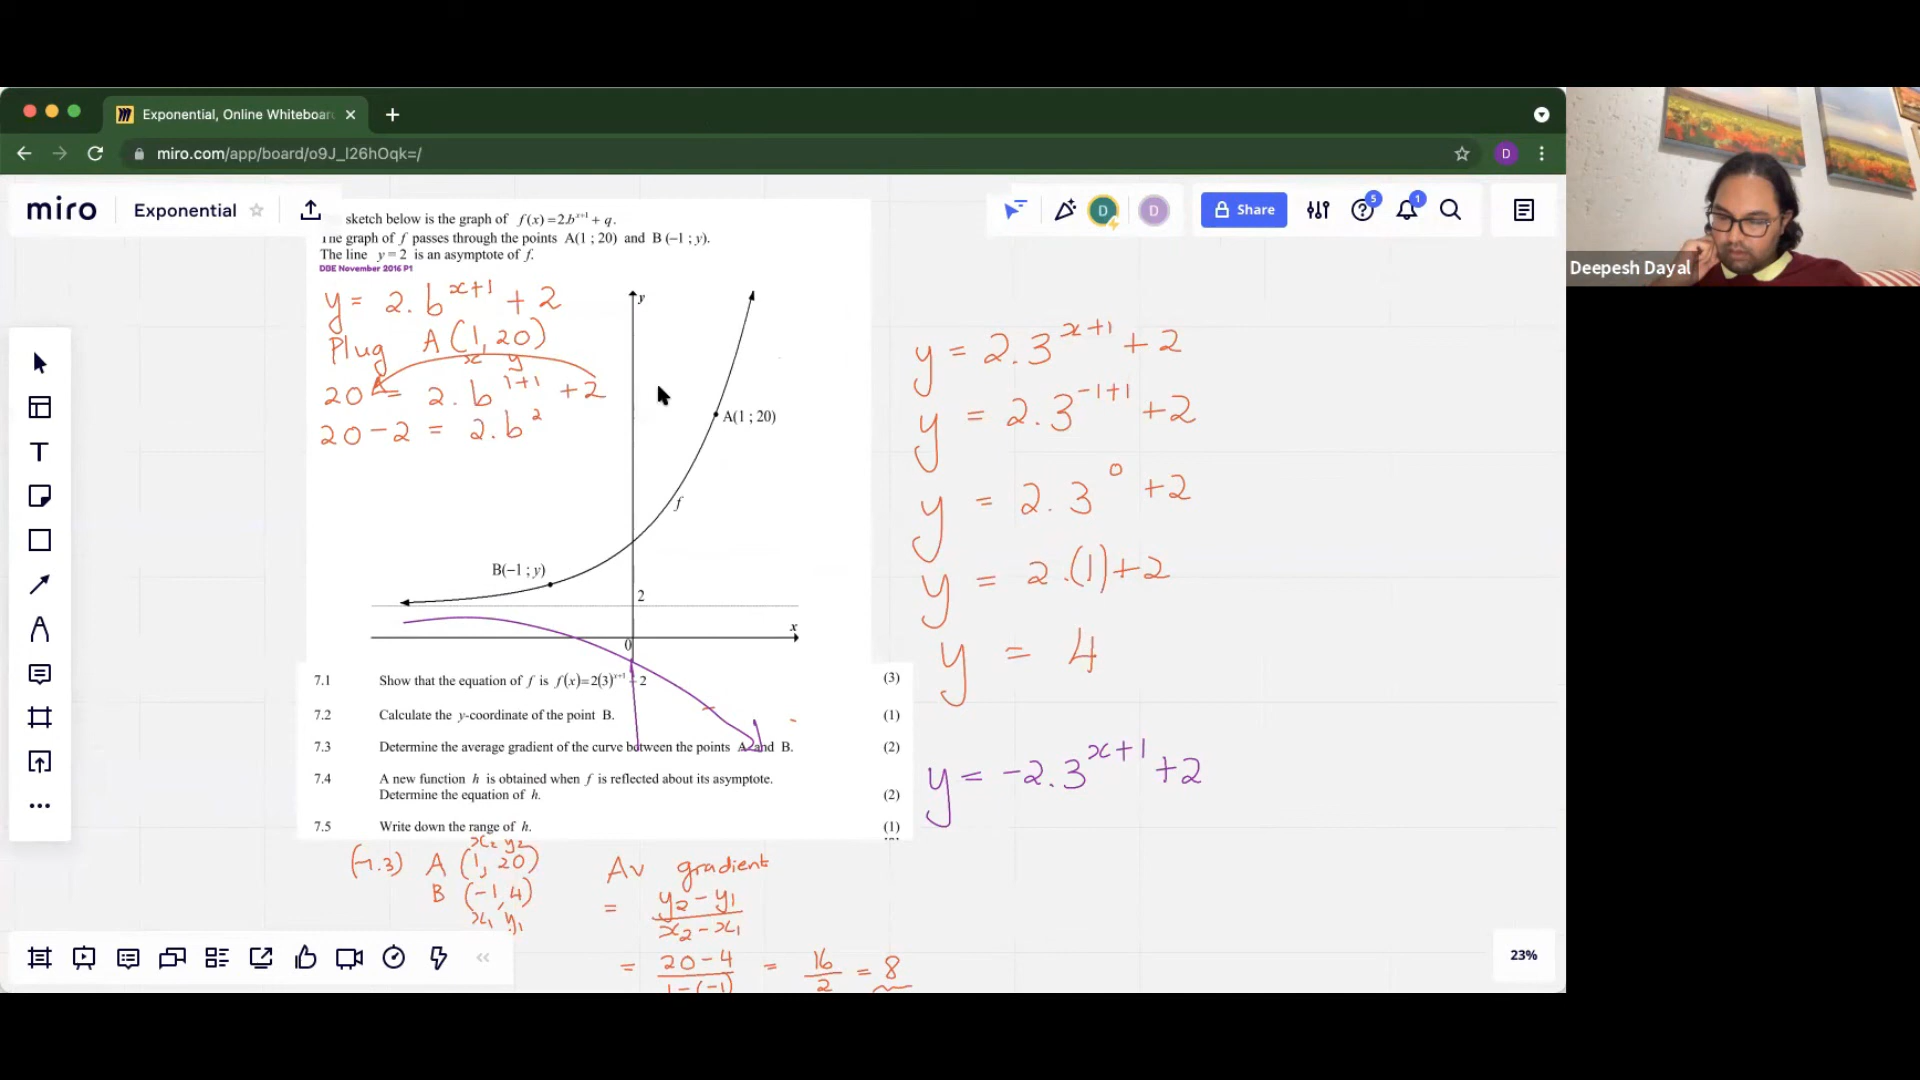 Exponential, Online Whiteboard
miro.com/app/board/o9J_l26hOqk=/
D
miro
Exponential
D
D
Share
5
1
sketch below is the graph of f(x)=2.b^{x+1} + q.
The graph of f passes through the points A(1 ; 20) and B (−1 ; y).
The line y = 2 is an asymptote of f.
DBE November 2016 P1
y = 2.b^{x+1} + 2
Plug A(1,20)
x y
20 = 2.b^{1+1} + 2
20 − 2 = 2.b^2
y
A(1 ; 20)
f
B(−1 ; y)
2
x
0
7.1 Show that the equation of f is f(x)=2(3)^{x+1} + 2 (3)
7.2 Calculate the y-coordinate of the point B. (1)
7.3 Determine the average gradient of the curve between the points A and B. (2)
7.4 A new function h is obtained when f is reflected about its asymptote.
Determine the equation of h. (2)
7.5 Write down the range of h. (1)
y = 2.3^{x+1} + 2
y = 2.3^{-1+1} + 2
y = 2.3^0 + 2
y = 2.(1)+2
y = 4
y = -2.3^{x+1} + 2
x2 y2
(7.3) A (1, 20)
B (-1, 4)
x1 y1
Av gradient
= y2 - y1
x2 - x1
= 20 - 4 = 16 = 8
1-(-1) 2
23%
Deepesh Dayal